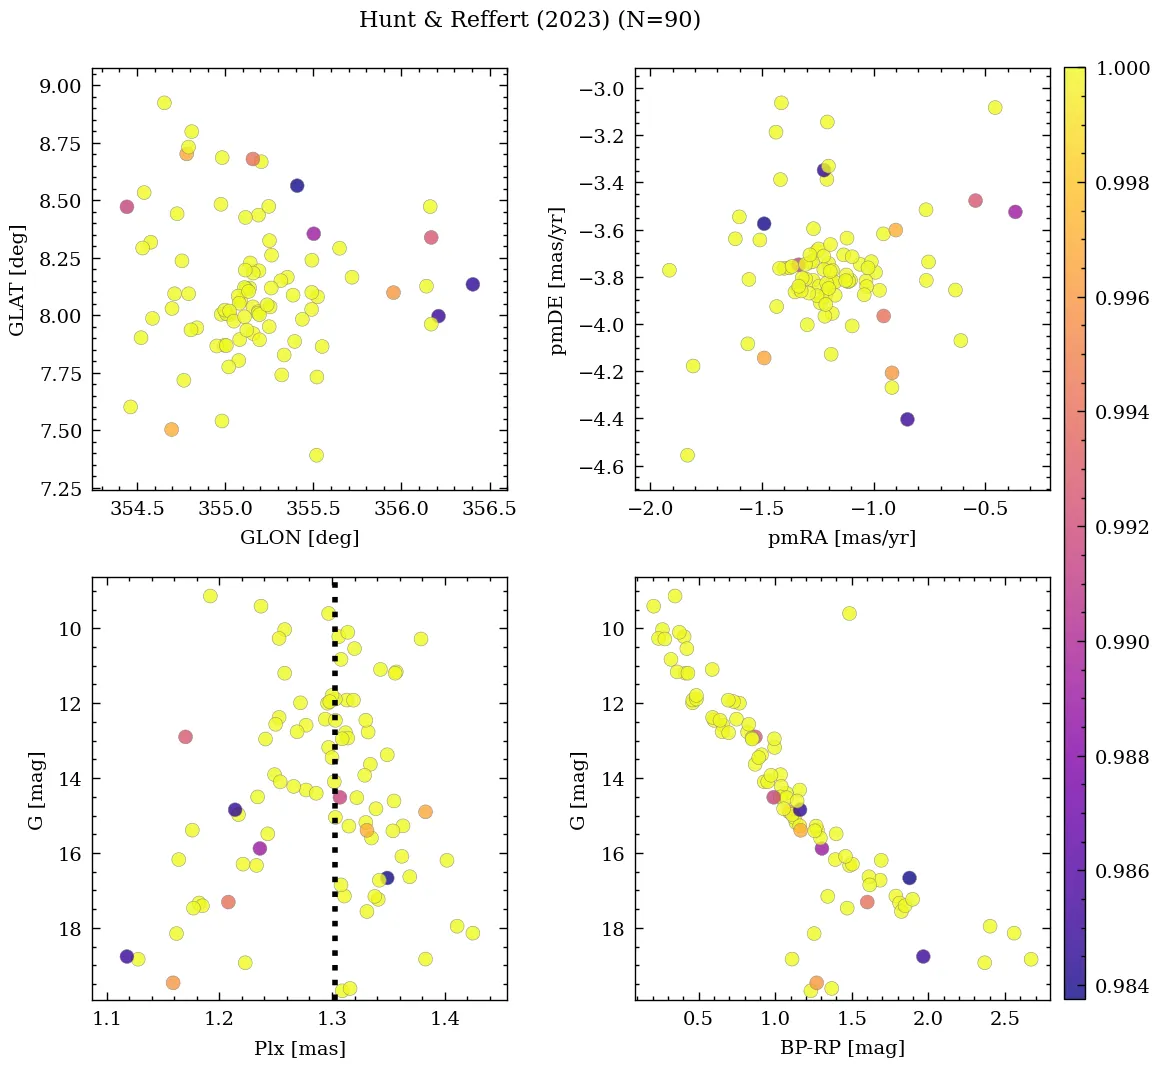 Hunt & Reffert (2023) (N=90)
9.00
8.75
8.50
8.25
8.00
7.75
7.50
7.25
GLAT [deg]
354.5 355.0 355.5 356.0 356.5
GLON [deg]
−3.0
−3.2
−3.4
−3.6
−3.8
−4.0
−4.2
−4.4
−4.6
pmDE [mas/yr]
−2.0 −1.5 −1.0 −0.5
pmRA [mas/yr]
10
12
14
16
18
G [mag]
1.1 1.2 1.3 1.4
Plx [mas]
10
12
14
16
18
G [mag]
0.5 1.0 1.5 2.0 2.5
BP-RP [mag]
1.000
0.998
0.996
0.994
0.992
0.990
0.988
0.986
0.984